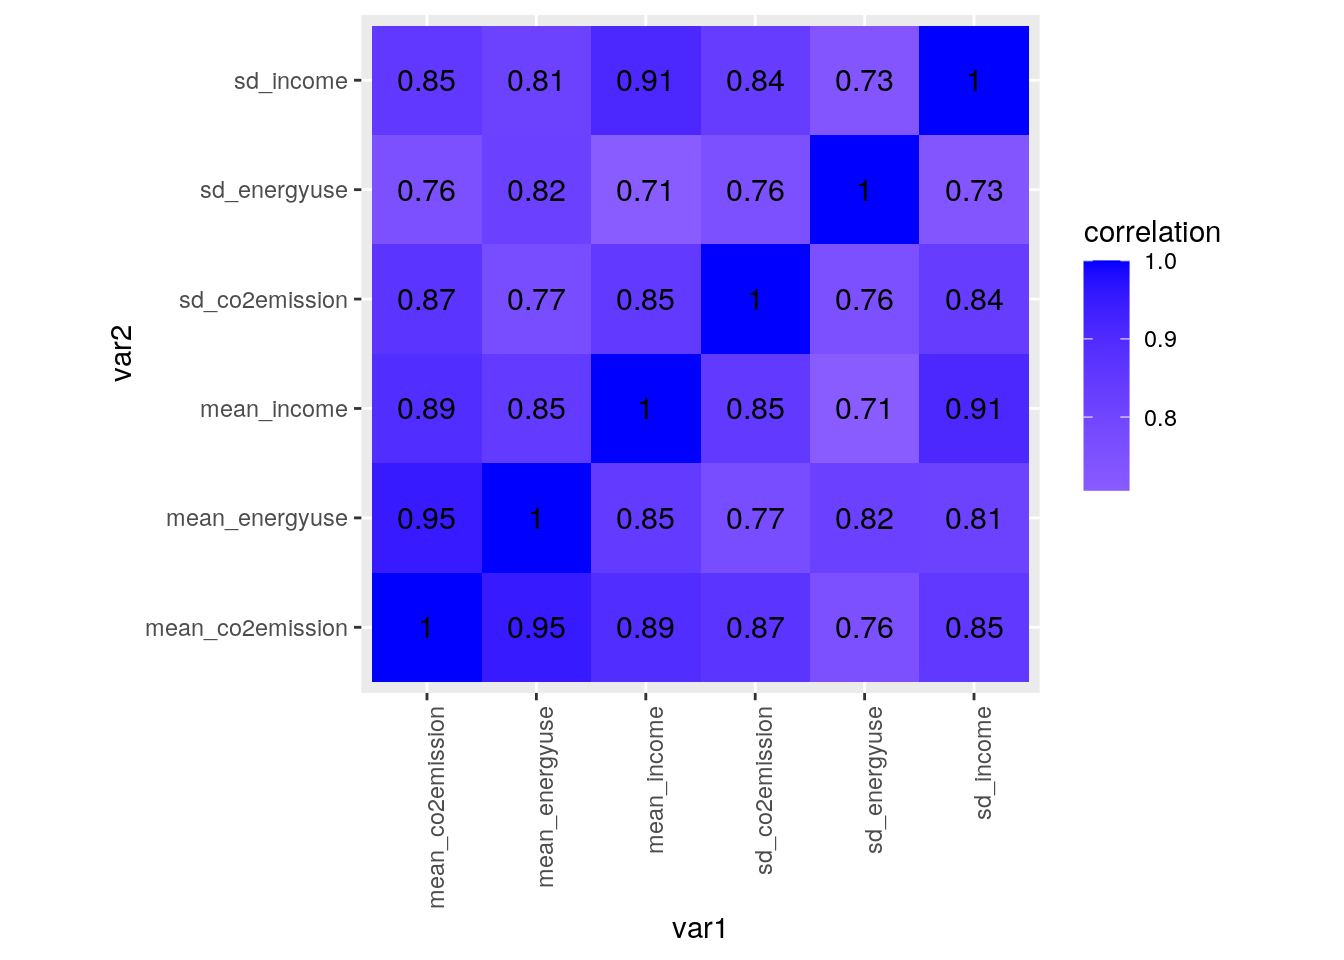 sd_income 0.85 0.81 0.91 0.84 0.73 1
sd_energyuse 0.76 0.82 0.71 0.76 1 0.73
sd_co2emission 0.87 0.77 0.85 1 0.76 0.84
mean_income 0.89 0.85 1 0.85 0.71 0.91
mean_energyuse 0.95 1 0.85 0.77 0.82 0.81
mean_co2emission 1 0.95 0.89 0.87 0.76 0.85
var2
mean_co2emission
mean_energyuse
mean_income
sd_co2emission
sd_energyuse
sd_income
var1
correlation
1.0
0.9
0.8